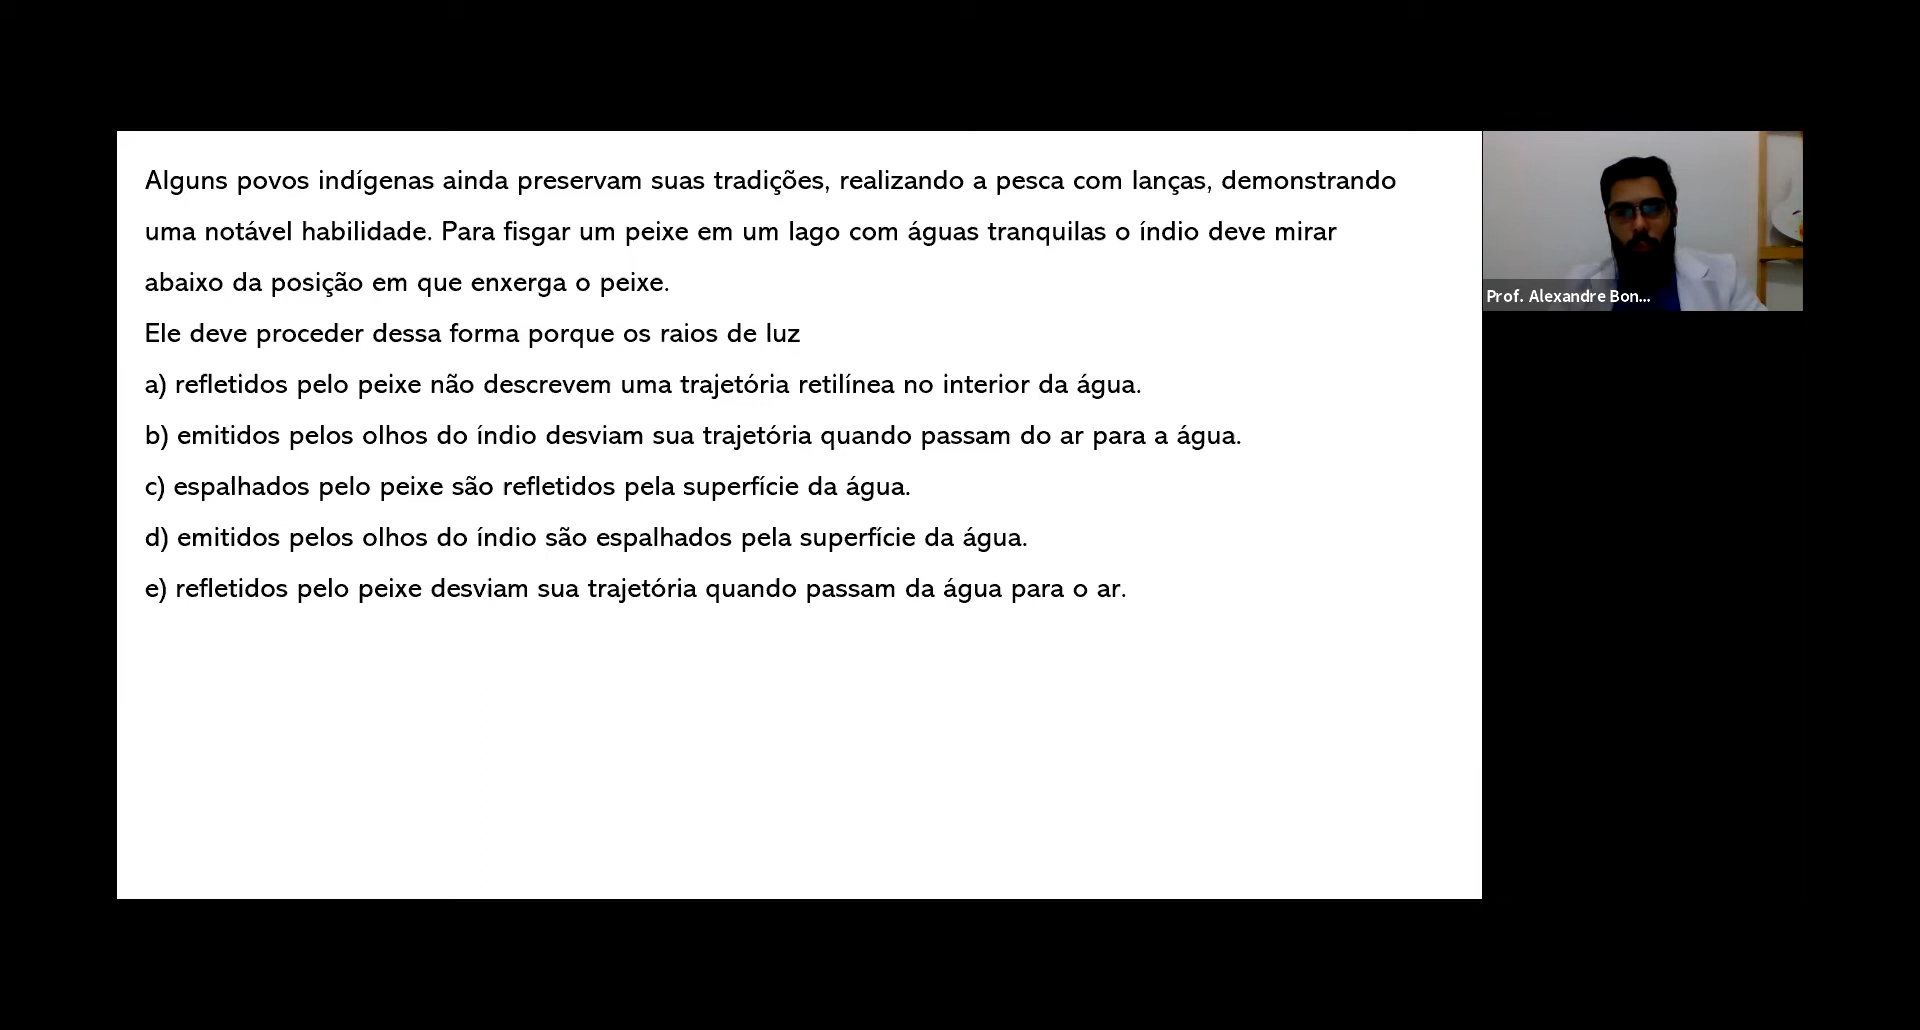 Alguns povos indígenas ainda preservam suas tradições, realizando a pesca com lanças, demonstrando
uma notável habilidade. Para fisgar um peixe em um lago com águas tranquilas o índio deve mirar
abaixo da posição em que enxerga o peixe.
Ele deve proceder dessa forma porque os raios de luz
a) refletidos pelo peixe não descrevem uma trajetória retilínea no interior da água.
b) emitidos pelos olhos do índio desviam sua trajetória quando passam do ar para a água.
c) espalhados pelo peixe são refletidos pela superfície da água.
d) emitidos pelos olhos do índio são espalhados pela superfície da água.
e) refletidos pelo peixe desviam sua trajetória quando passam da água para o ar.
Prof. Alexandre Bon...